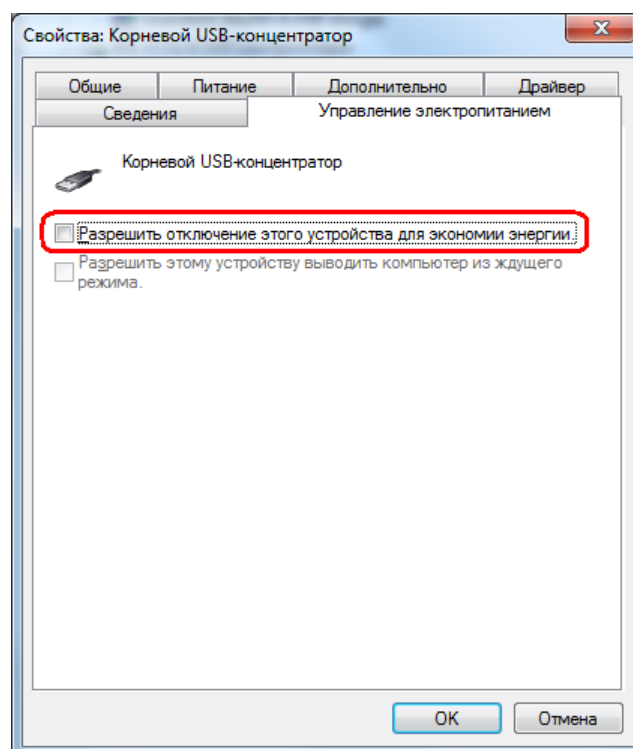 Свойства: Корневой USB-концентратор
Общие Питание Дополнительно Драйвер
Сведения Управление электропитанием
Корневой USB-концентратор
Разрешить отключение этого устройства для экономии энергии.
Разрешить этому устройству выводить компьютер из ждущего
режима.
OK Отмена